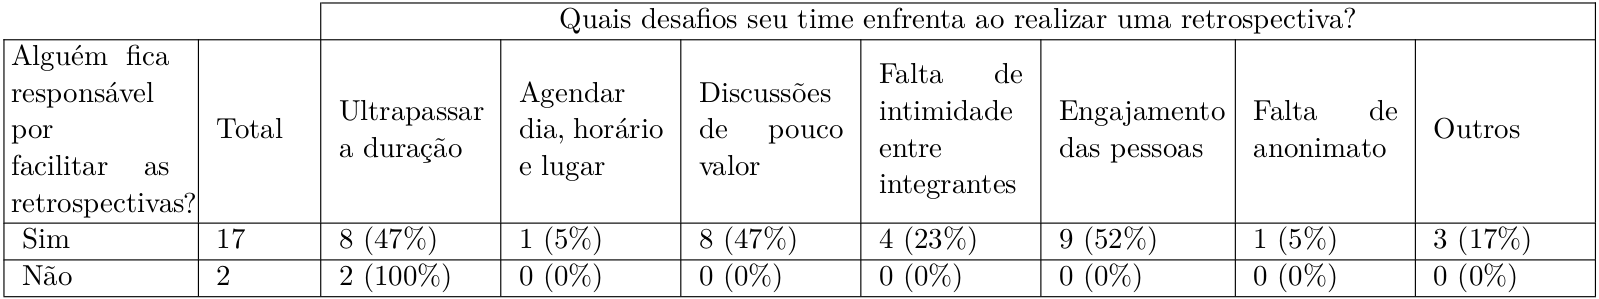 Quais desafios seu time enfrenta ao realizar uma retrospectiva?
Alguém fica
responsável
por
facilitar as
retrospectivas?
Total
Ultrapassar
a duração
Agendar
dia, horário
e lugar
Discussões
de pouco
valor
Falta de
intimidade
entre
integrantes
Engajamento
das pessoas
Falta de
anonimato
Outros
Sim 17 8 (47%) 1 (5%) 8 (47%) 4 (23%) 9 (52%) 1 (5%) 3 (17%)
Não 2 2 (100%) 0 (0%) 0 (0%) 0 (0%) 0 (0%) 0 (0%) 0 (0%)